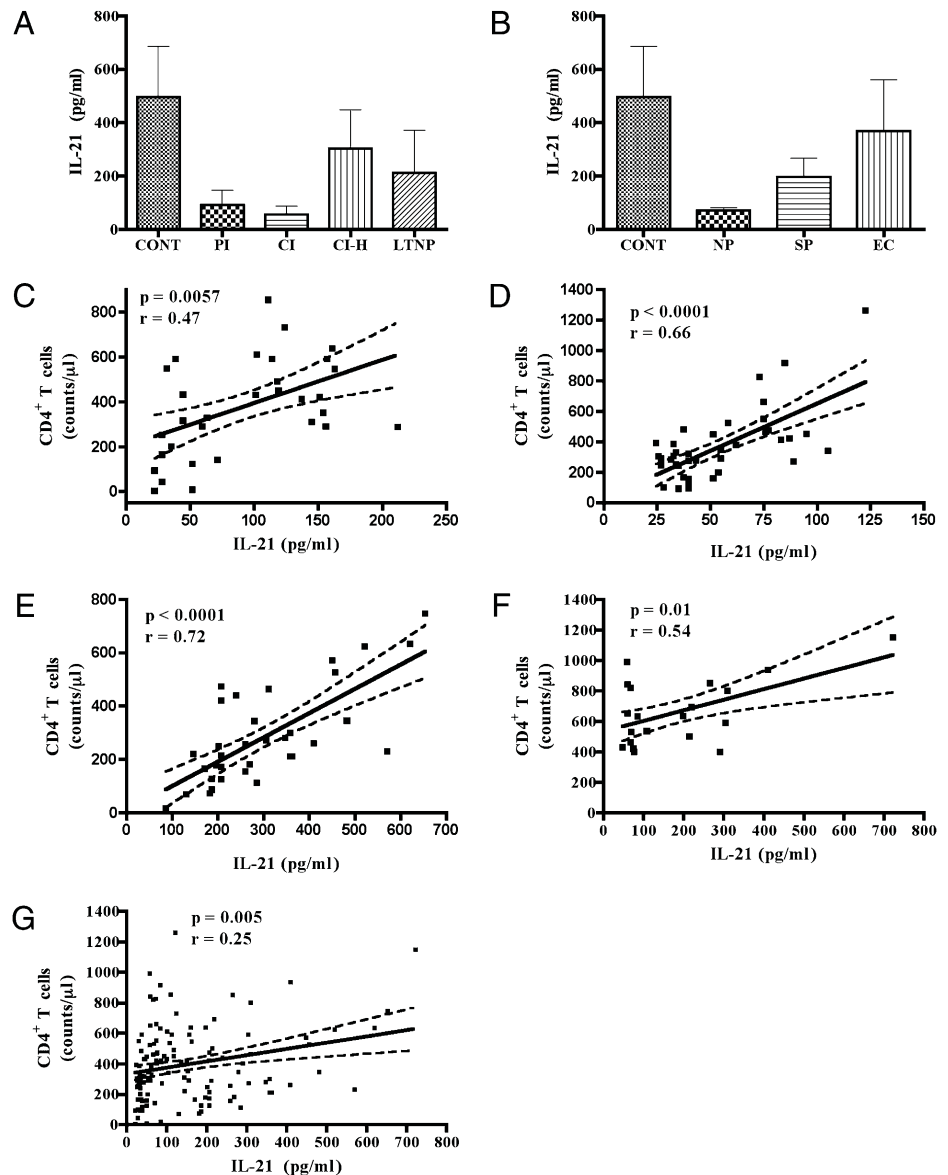 A
800
600
400
200
0
IL-21 (pg/ml)
CONT PI CI CI-H LTNP
B
800
600
400
200
0
IL-21 (pg/ml)
CONT NP SP EC
C
p = 0.0057
r = 0.47
800
600
400
200
0
CD4+ T cells
(counts/µl)
0 50 100 150 200 250
IL-21 (pg/ml)
D
p < 0.0001
r = 0.66
1400
1200
1000
800
600
400
200
0
CD4+ T cells
(counts/µl)
0 25 50 75 100 125 150
IL-21 (pg/ml)
E
p < 0.0001
r = 0.72
800
600
400
200
0
CD4+ T cells
(counts/µl)
0 100 200 300 400 500 600 700
IL-21 (pg/ml)
F
p = 0.01
r = 0.54
1400
1200
1000
800
600
400
200
0
CD4+ T cells
(counts/µl)
0 100 200 300 400 500 600 700 800
IL-21 (pg/ml)
G
p = 0.005
r = 0.25
1400
1200
1000
800
600
400
200
0
CD4+ T cells
(counts/µl)
0 100 200 300 400 500 600 700 800
IL-21 (pg/ml)